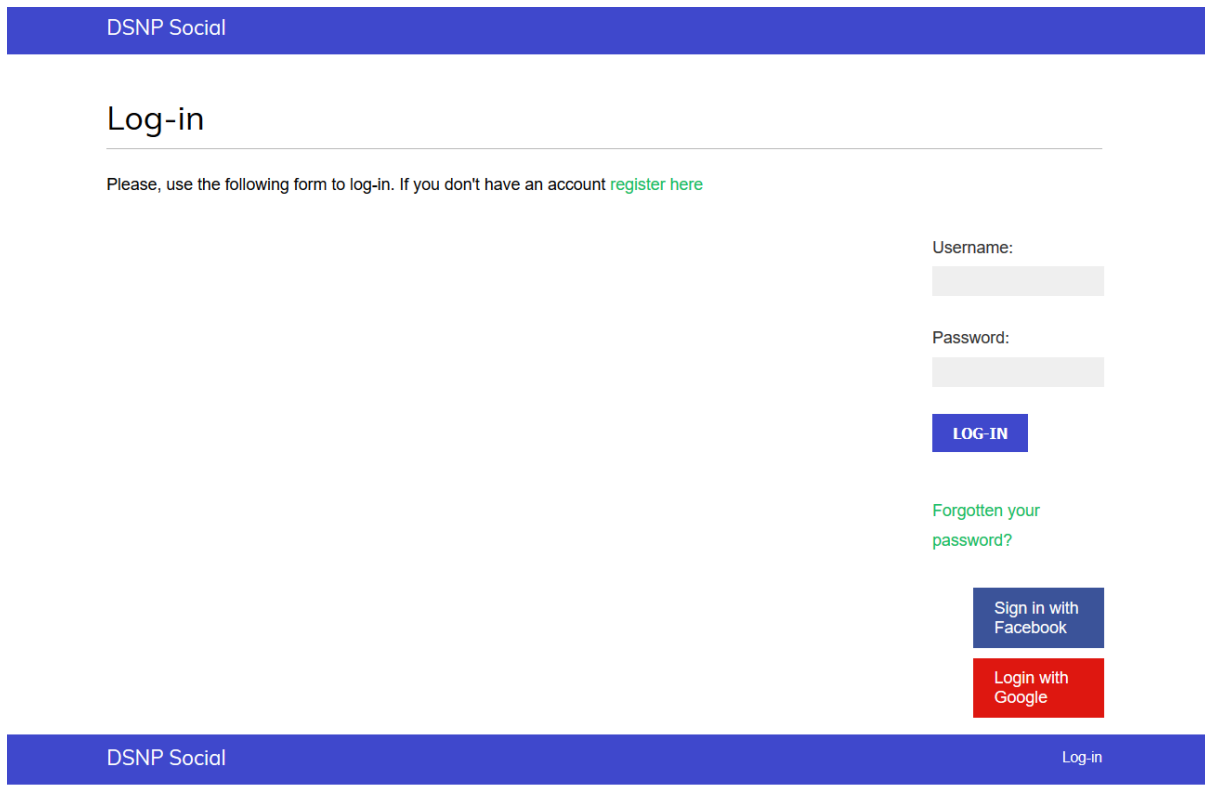 DSNP Social
Log-in
Please, use the following form to log-in. If you don't have an account register here
Username:
Password:
LOG-IN
Forgotten your
password?
Sign in with
Facebook
Login with
Google
DSNP Social
Log-in